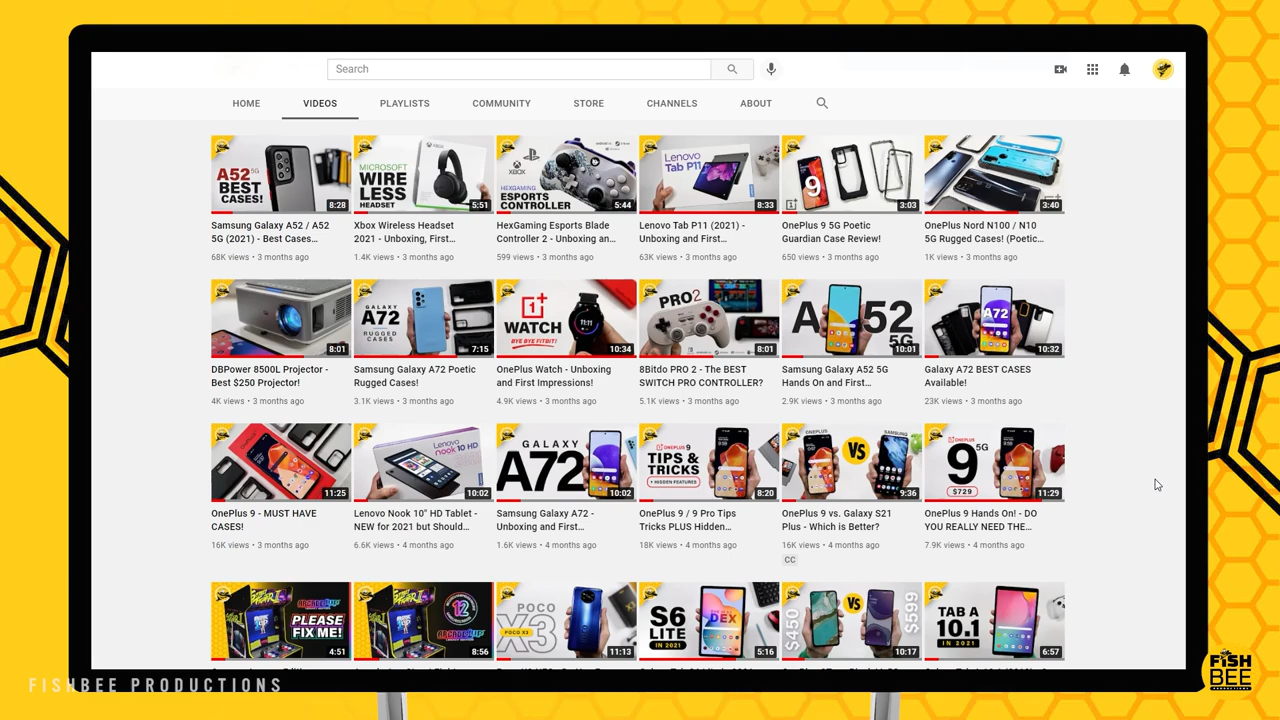 Search
HOME VIDEOS PLAYLISTS COMMUNITY STORE CHANNELS ABOUT
A52 5G
BEST
CASES!
8:28
MICROSOFT
WIRE
LESS
HEADSET
XBOX
5:51
XBOX
HEXGAMING
ESPORTS
CONTROLLER
5:44
Lenovo
Tab P11
8:33
9
3:03
3:40
Samsung Galaxy A52 / A52
5G (2021) - Best Cases...
68K views • 3 months ago
Xbox Wireless Headset
2021 - Unboxing, First...
1.4K views • 3 months ago
HexGaming Esports Blade
Controller 2 - Unboxing an...
599 views • 3 months ago
Lenovo Tab P11 (2021) -
Unboxing and First...
63K views • 3 months ago
OnePlus 9 5G Poetic
Guardian Case Review!
650 views • 3 months ago
OnePlus Nord N100 / N10
5G Rugged Cases! (Poetic...
1K views • 3 months ago
8:01
GALAXY
A72
RUGGED
CASES
7:15
WATCH
BYE BYE FITBIT!
11:11
10:34
PRO2
8:01
A 52
5G
10:01
A72
10:32
DBPower 8500L Projector -
Best $250 Projector!
4K views • 3 months ago
Samsung Galaxy A72 Poetic
Rugged Cases!
3.1K views • 3 months ago
OnePlus Watch - Unboxing
and First Impressions!
4.9K views • 3 months ago
8Bitdo PRO 2 - The BEST
SWITCH PRO CONTROLLER?
5.1K views • 3 months ago
Samsung Galaxy A52 5G
Hands On and First...
2.9K views • 3 months ago
Galaxy A72 BEST CASES
Available!
23K views • 3 months ago
11:25
Lenovo
nook 10 HD
10:02
GALAXY
A72
10:02
ONEPLUS 9
TIPS &
TRICKS
+ HIDDEN FEATURES
8:20
ONEPLUS
VS
SAMSUNG
9:36
ONEPLUS
9
5G
$729
11:29
OnePlus 9 - MUST HAVE
CASES!
16K views • 3 months ago
Lenovo Nook 10" HD Tablet -
NEW for 2021 but Should...
6.6K views • 4 months ago
Samsung Galaxy A72 -
Unboxing and First...
1.6K views • 4 months ago
OnePlus 9 / 9 Pro Tips
Tricks PLUS Hidden...
18K views • 4 months ago
OnePlus 9 vs. Galaxy S21
Plus - Which is Better?
16K views • 4 months ago
CC
OnePlus 9 Hands On! - DO
YOU REALLY NEED THE...
7.9K views • 4 months ago
ARCADE1UP
PLEASE
FIX ME!
4:51
12
ARCADE1UP
8:56
POCO
X3
POCO X3
11:13
S6
LITE
IN 2021
DEX
5:16
$450
VS
$599
10:17
TAB A
10.1
IN 2021
6:57
FISHBEE PRODUCTIONS
FISH
BEE